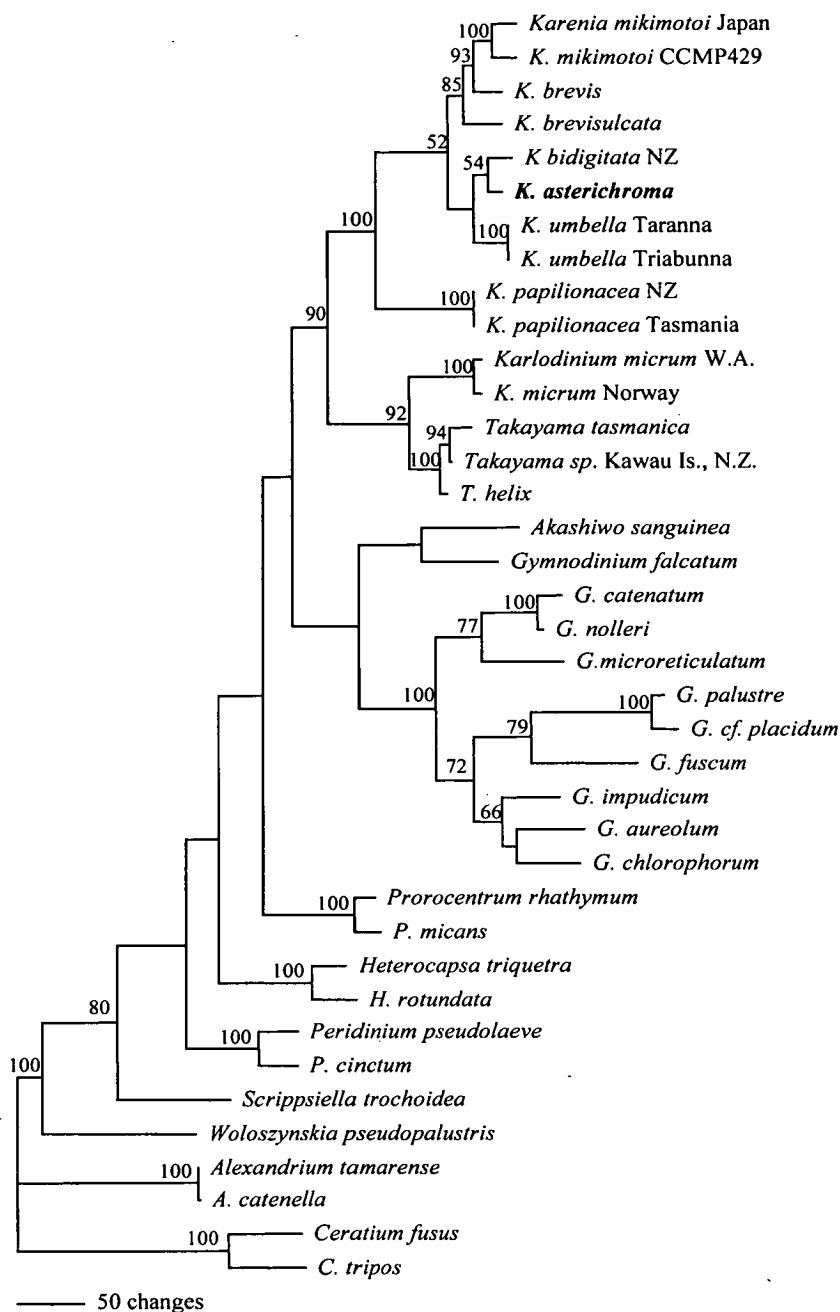 Karenia mikimotoi Japan
100
K. mikimotoi CCMP429
93
K. brevis
85
K. brevisulcata
52
K bidigitata NZ
54
K. asterichroma
100
K. umbella Taranna
100
K. umbella Triabunna
K. papilionacea NZ
100
90
K. papilionacea Tasmania
Karlodinium micrum W.A.
100
K. micrum Norway
92
Takayama tasmanica
94
Takayama sp. Kawau Is., N.Z.
100
T. helix
Akashiwo sanguinea
Gymnodinium falcatum
G. catenatum
100
G. nolleri
77
G.microreticulatum
100
G. palustre
100
G. cf. placidum
79
G. fuscum
72
G. impudicum
66
G. aureolum
G. chlorophorum
Prorocentrum rhathymum
100
P. micans
Heterocapsa triquetra
100
H. rotundata
80
Peridinium pseudolaeve
100
P. cinctum
100
Scrippsiella trochoidea
Woloszynskia pseudopalustris
Alexandrium tamarense
100
A. catenella
Ceratium fusus
100
C. tripos
50 changes